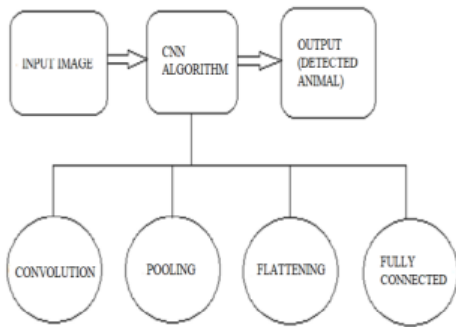 INPUT IMAGE
CNN
ALGORITHM
OUTPUT
(DETECTED
ANIMAL)
CONVOLUTION
POOLING
FLATTENING
FULLY
CONNECTED